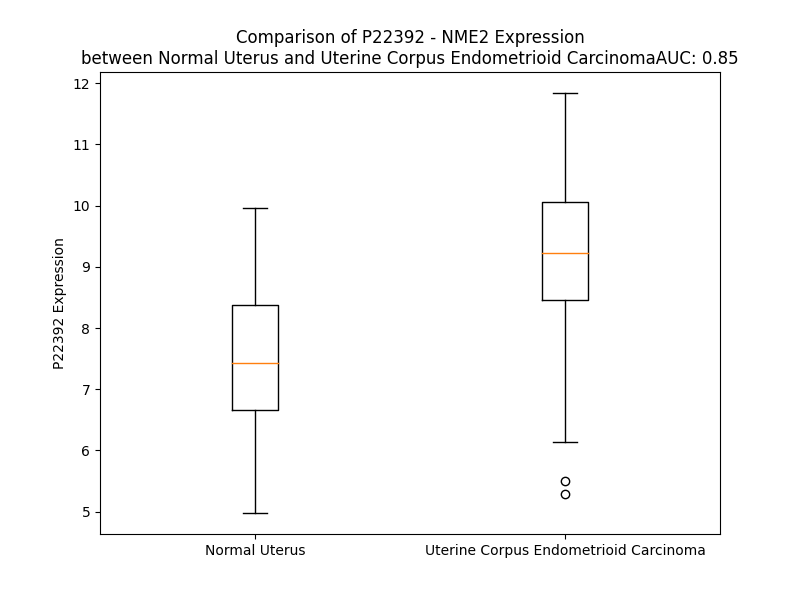 Comparison of P22392 - NME2 Expression
between Normal Uterus and Uterine Corpus Endometrioid CarcinomaAUC: 0.85
12
11
10
9
8
7
6
5
P22392 Expression
Normal Uterus
Uterine Corpus Endometrioid Carcinoma